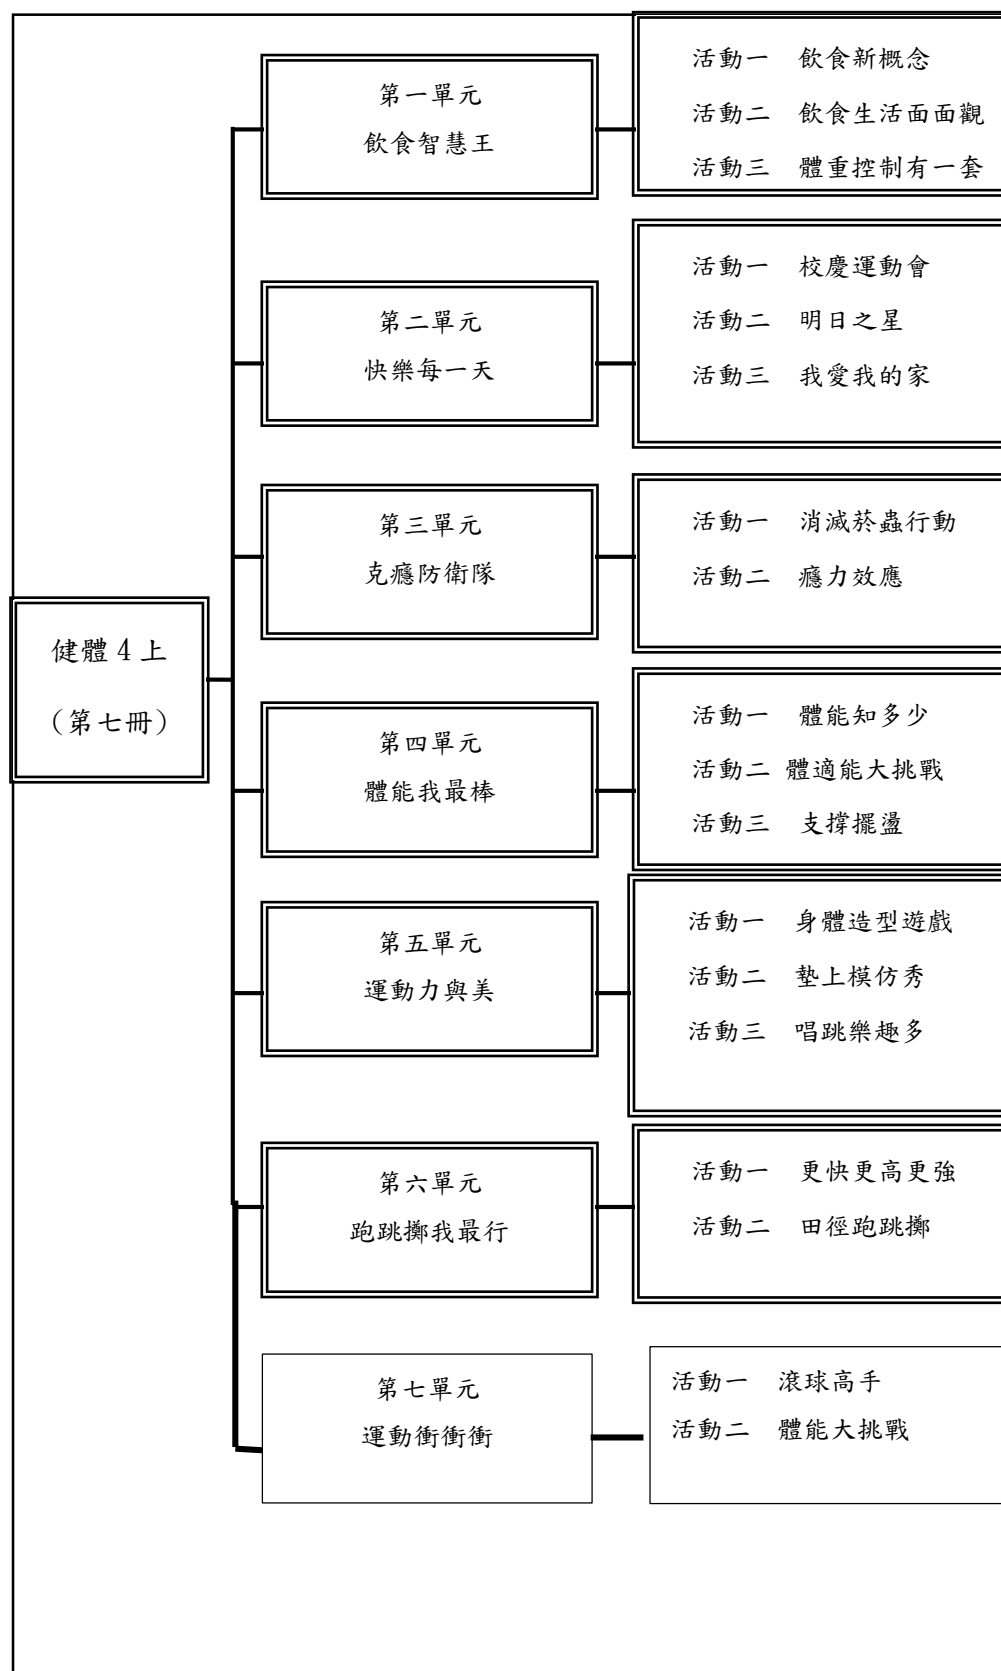 健體 4 上
（第七冊）
第一單元
飲食智慧王
活動一　飲食新概念
活動二　飲食生活面面觀
活動三　體重控制有一套
第二單元
快樂每一天
活動一　校慶運動會
活動二　明日之星
活動三　我愛我的家
第三單元
克癮防衛隊
活動一　消滅菸蟲行動
活動二　癮力效應
第四單元
體能我最棒
活動一　體能知多少
活動二 體適能大挑戰
活動三　支撐擺盪
第五單元
運動力與美
活動一　身體造型遊戲
活動二　墊上模仿秀
活動三　唱跳樂趣多
第六單元
跑跳擲我最行
活動一　更快更高更強
活動二　田徑跑跳擲
第七單元
運動衝衝衝
活動一　滾球高手
活動二　體能大挑戰